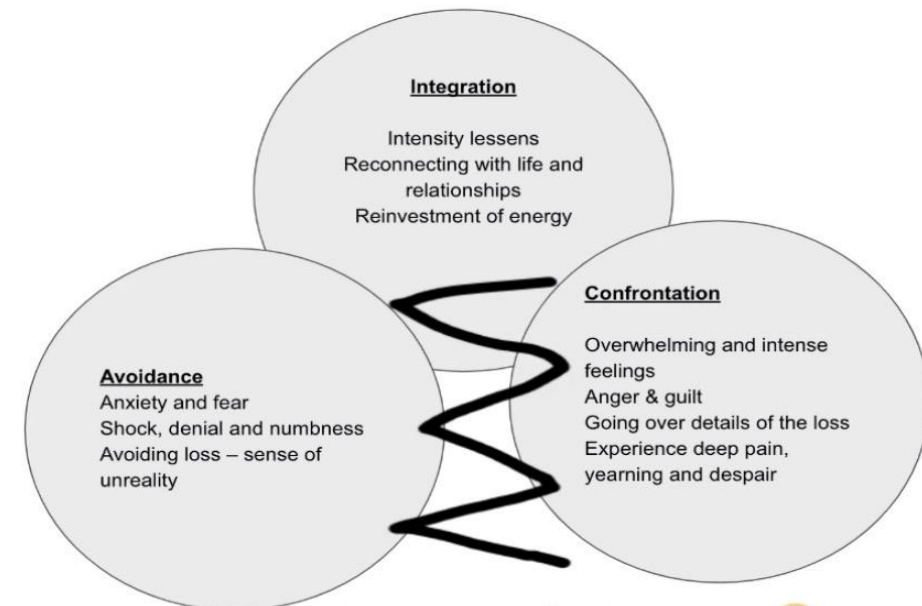 Integration
Intensity lessens
Reconnecting with life and
relationships
Reinvestment of energy
Avoidance
Anxiety and fear
Shock, denial and numbness
Avoiding loss – sense of
unreality
Confrontation
Overwhelming and intense
feelings
Anger & guilt
Going over details of the loss
Experience deep pain,
yearning and despair